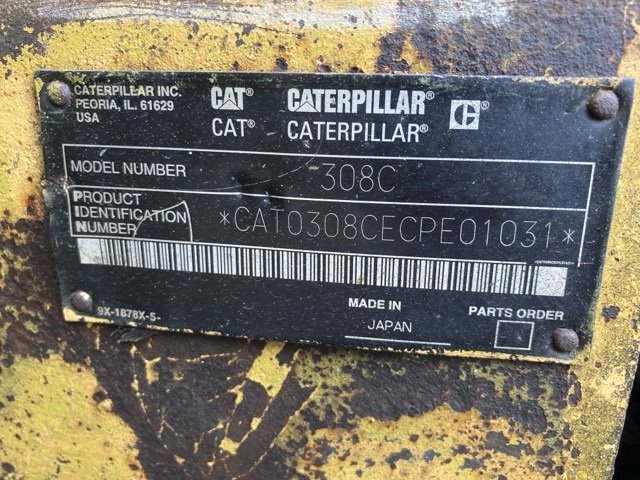 CATERPILLAR INC.
PEORIA, IL. 61629
USA
CAT® CATERPILLAR® ®
CAT® CATERPILLAR®
MODEL NUMBER 308C
PRODUCT
IDENTIFICATION
NUMBER *CAT0308CECPE01031*
9X-1878X-5-
MADE IN
JAPAN
PARTS ORDER